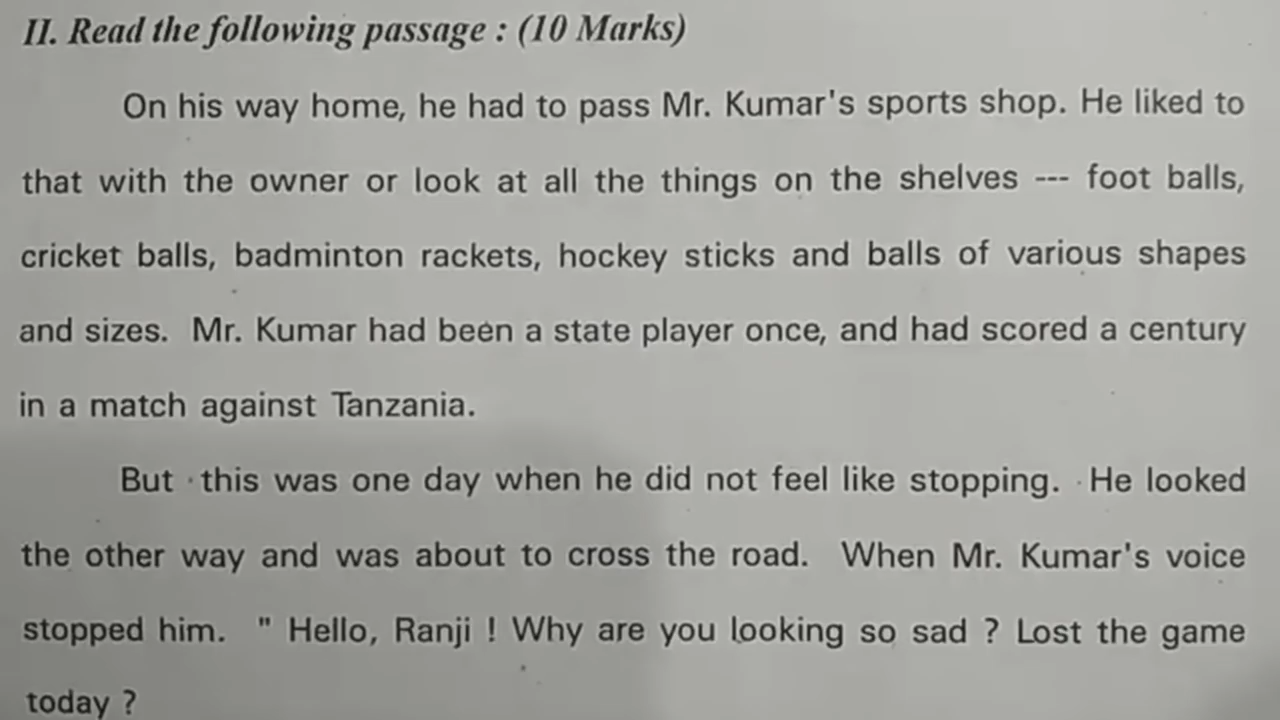 II. Read the following passage : (10 Marks)
On his way home, he had to pass Mr. Kumar's sports shop. He liked to
that with the owner or look at all the things on the shelves --- foot balls,
cricket balls, badminton rackets, hockey sticks and balls of various shapes
and sizes. Mr. Kumar had been a state player once, and had scored a century
in a match against Tanzania.
But this was one day when he did not feel like stopping. He looked
the other way and was about to cross the road. When Mr. Kumar's voice
stopped him. " Hello, Ranji ! Why are you looking so sad ? Lost the game
today ?